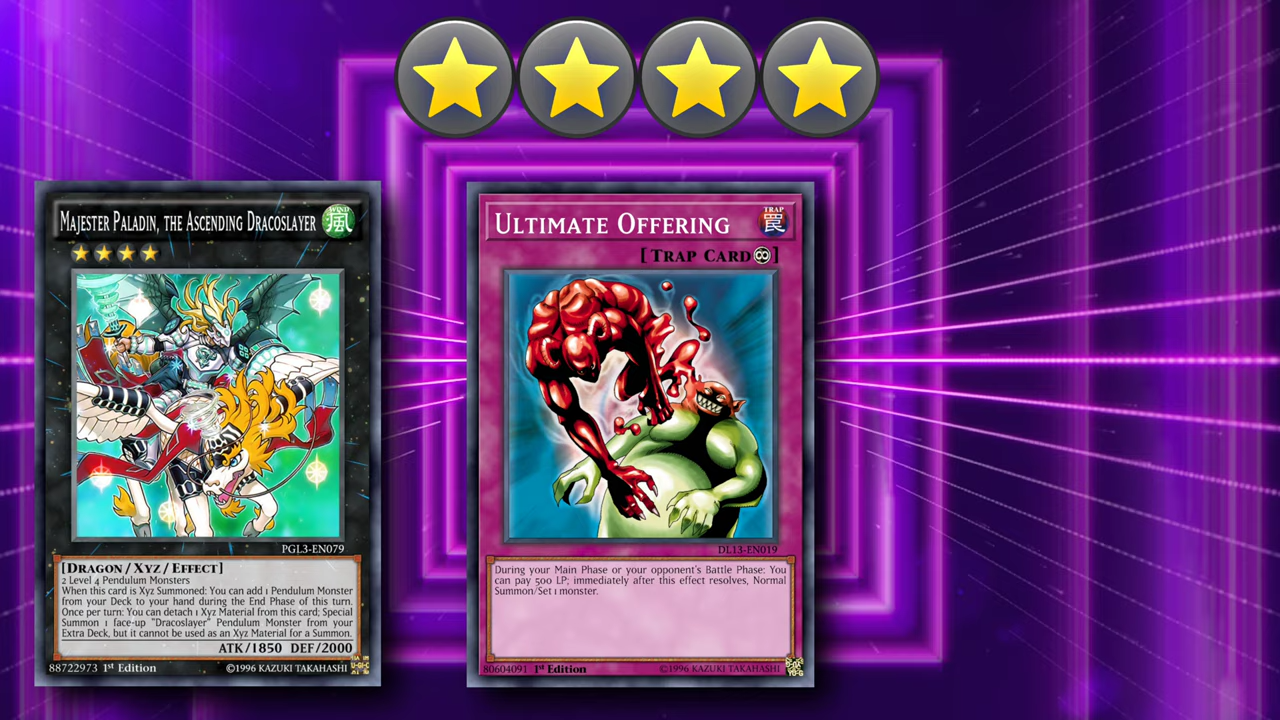 Majester Paladin, the Ascending Dracoslayer
WIND
風
PGL3-EN079
[Dragon / Xyz / Effect]
2 Level 4 Pendulum Monsters
When this card is Xyz Summoned: You can add 1 Pendulum Monster
from your Deck to your hand during the End Phase of this turn.
Once per turn: You can detach 1 Xyz Material from this card; Special
Summon 1 face-up "Dracoslayer" Pendulum Monster from your
Extra Deck, but it cannot be used as an Xyz Material for a Summon.
ATK/1850 DEF/2000
88722973 1st Edition ©1996 KAZUKI TAKAHASHI
Ultimate Offering
TRAP
罠
[Trap Card]
DL13-EN019
During your Main Phase or your opponent's Battle Phase: You
can pay 500 LP; immediately after this effect resolves, Normal
Summon/Set 1 monster.
80604091 1st Edition ©1996 KAZUKI TAKAHASHI